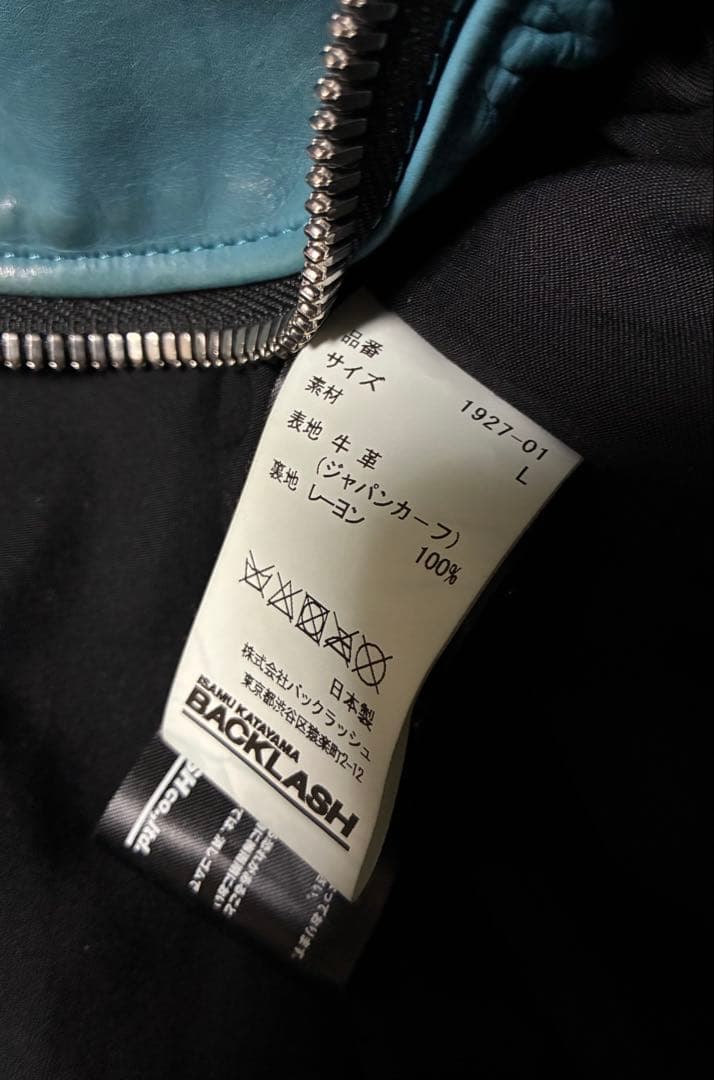 品番 1927-01
サイズ L
素材
表地 牛革
(ジャパンカーフ)
裏地 レーヨン 100%
日本製
株式会社バックラッシュ
東京都渋谷区猿楽町2-12
ISAMU KATAYAMA
BACKLASH
H co.,ltd.